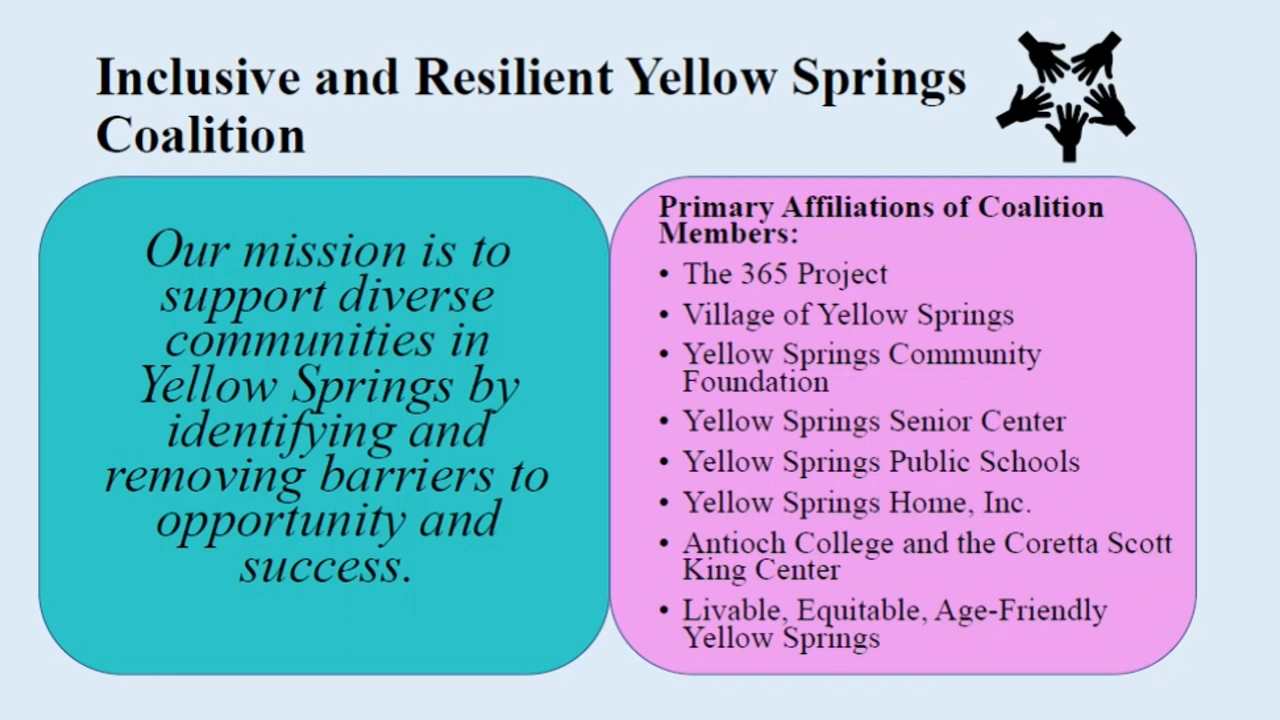 Inclusive and Resilient Yellow Springs
Coalition
Our mission is to
support diverse
communities in
Yellow Springs by
identifying and
removing barriers to
opportunity and
success.
Primary Affiliations of Coalition
Members:
• The 365 Project
• Village of Yellow Springs
• Yellow Springs Community
Foundation
• Yellow Springs Senior Center
• Yellow Springs Public Schools
• Yellow Springs Home, Inc.
• Antioch College and the Coretta Scott
King Center
• Livable, Equitable, Age-Friendly
Yellow Springs